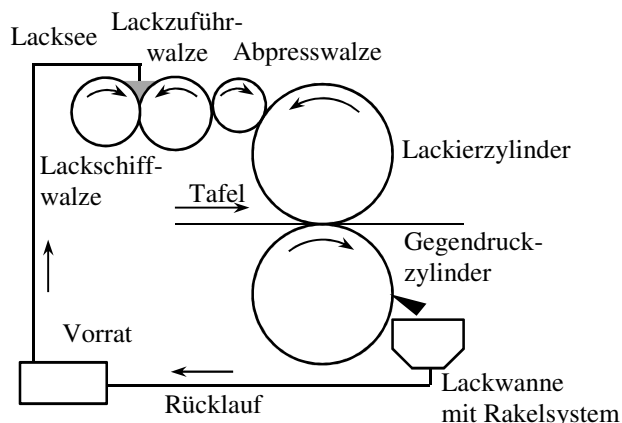 Lacksee
Lackzuführ-
walze
Abpresswalze
Lackschiff-
walze
Lackierzylinder
Tafel
Gegendruck-
zylinder
Vorrat
Rücklauf
Lackwanne
mit Rakelsystem